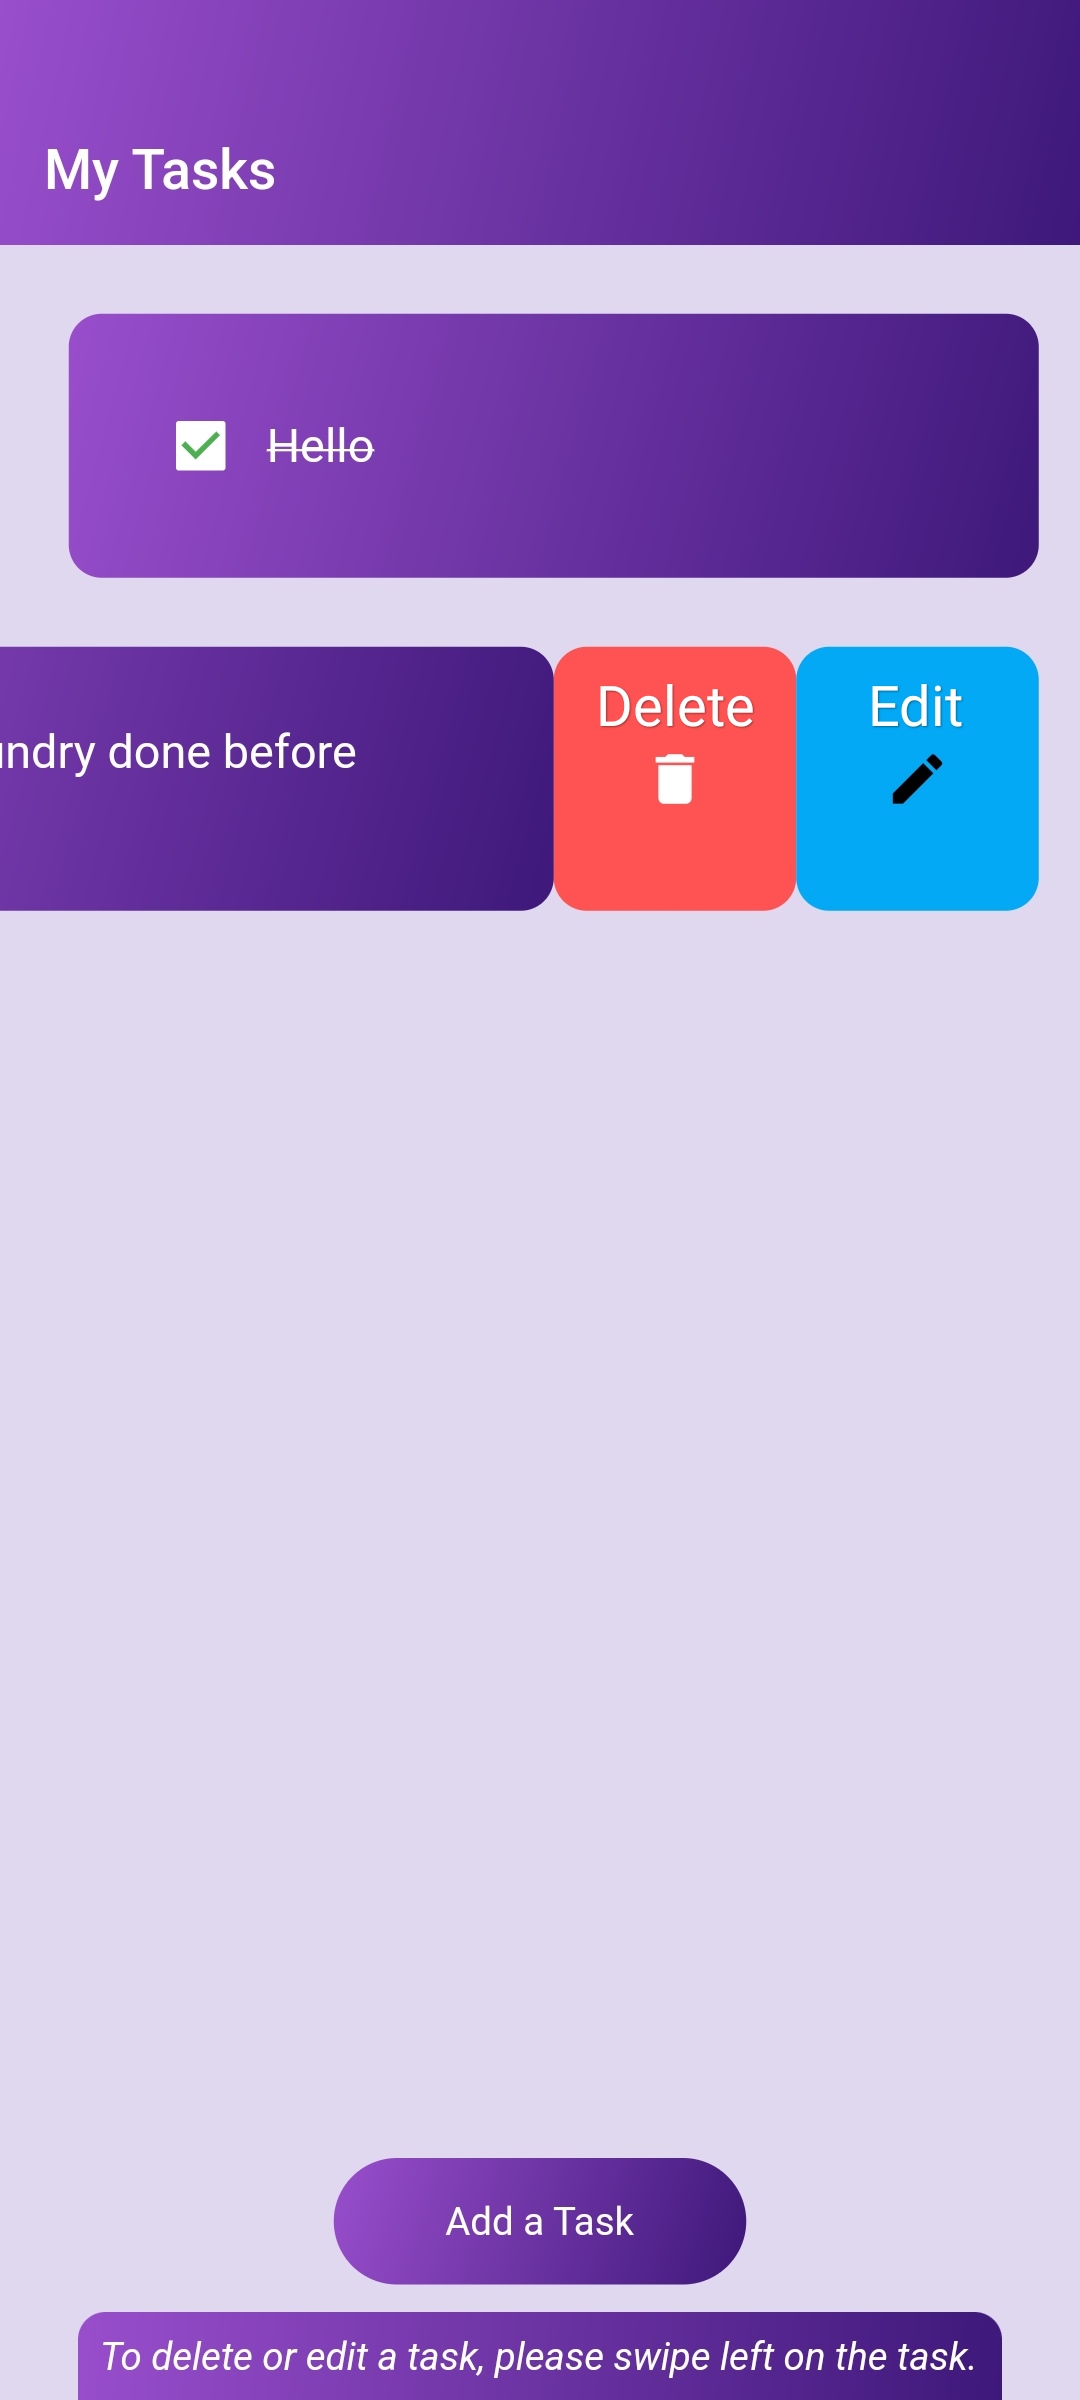 My Tasks
Hello
done before
Delete
Edit
Add a Task
To delete or edit a task, please swipe left on the task.